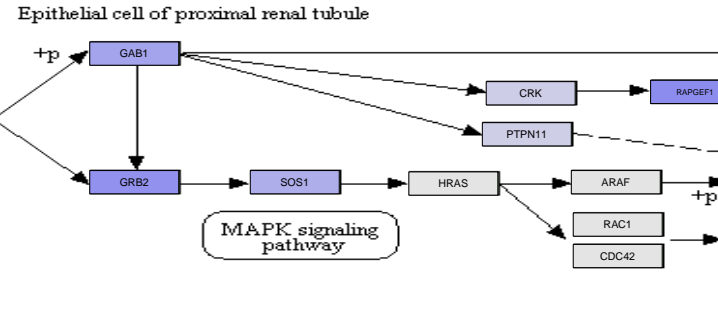 Epithelial cell of proximal renal tubule
+p
GAB1
CRK
RAPGEF1
PTPN11
GRB2
SOS1
HRAS
ARAF
+p
RAC1
MAPK signaling
pathway
CDC42